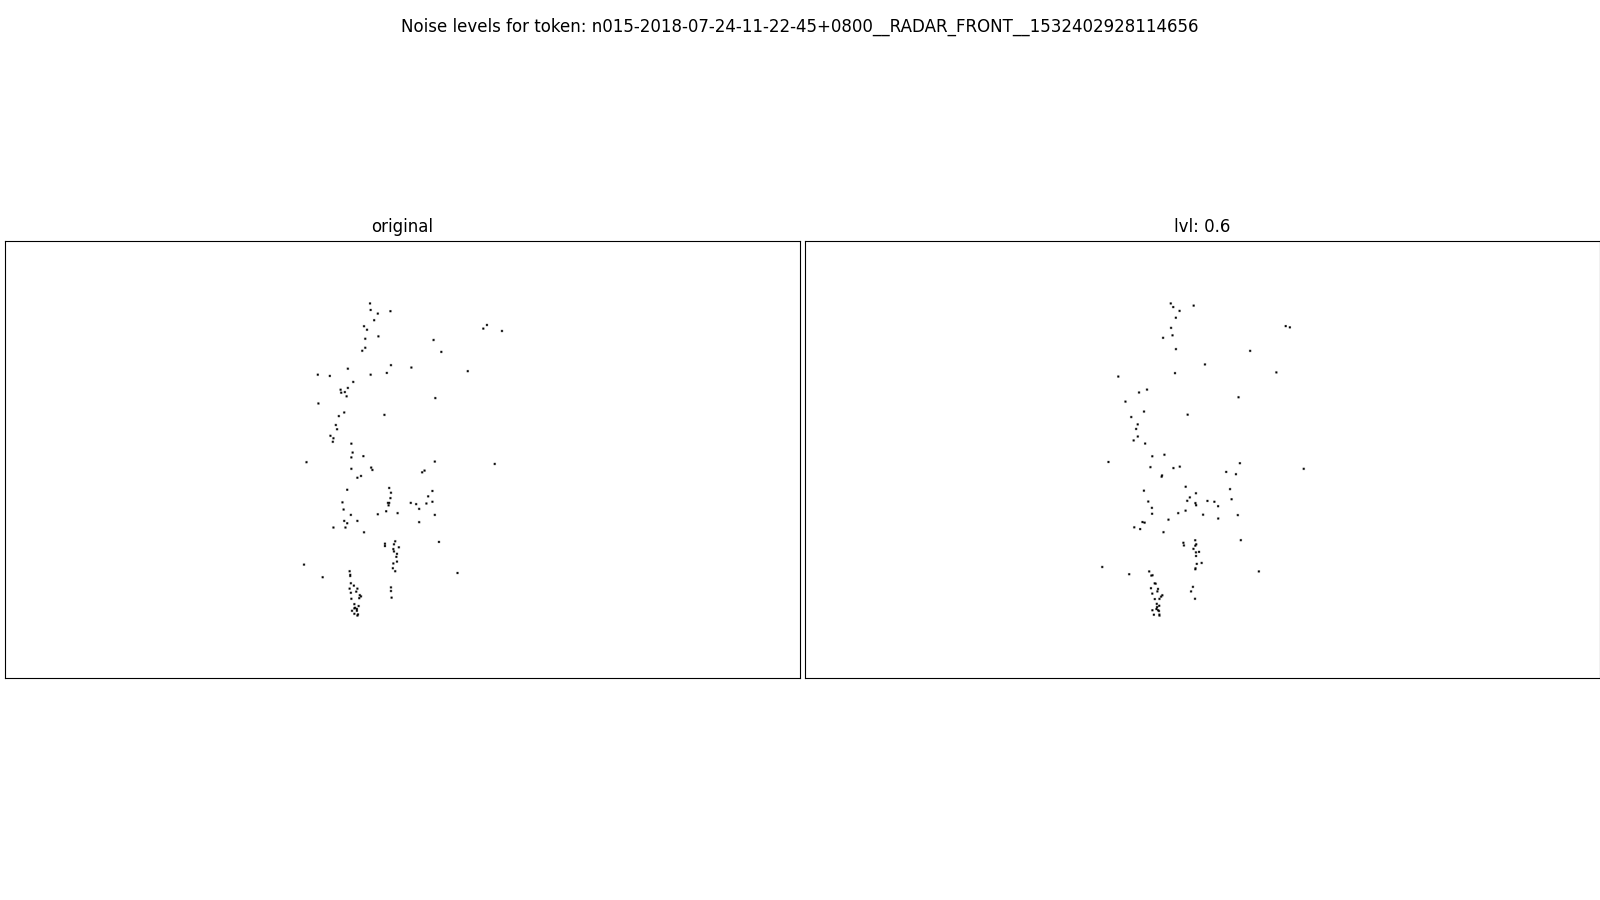 Noise levels for token: n015-2018-07-24-11-22-45+0800__RADAR_FRONT__1532402928114656
original
lvl: 0.6